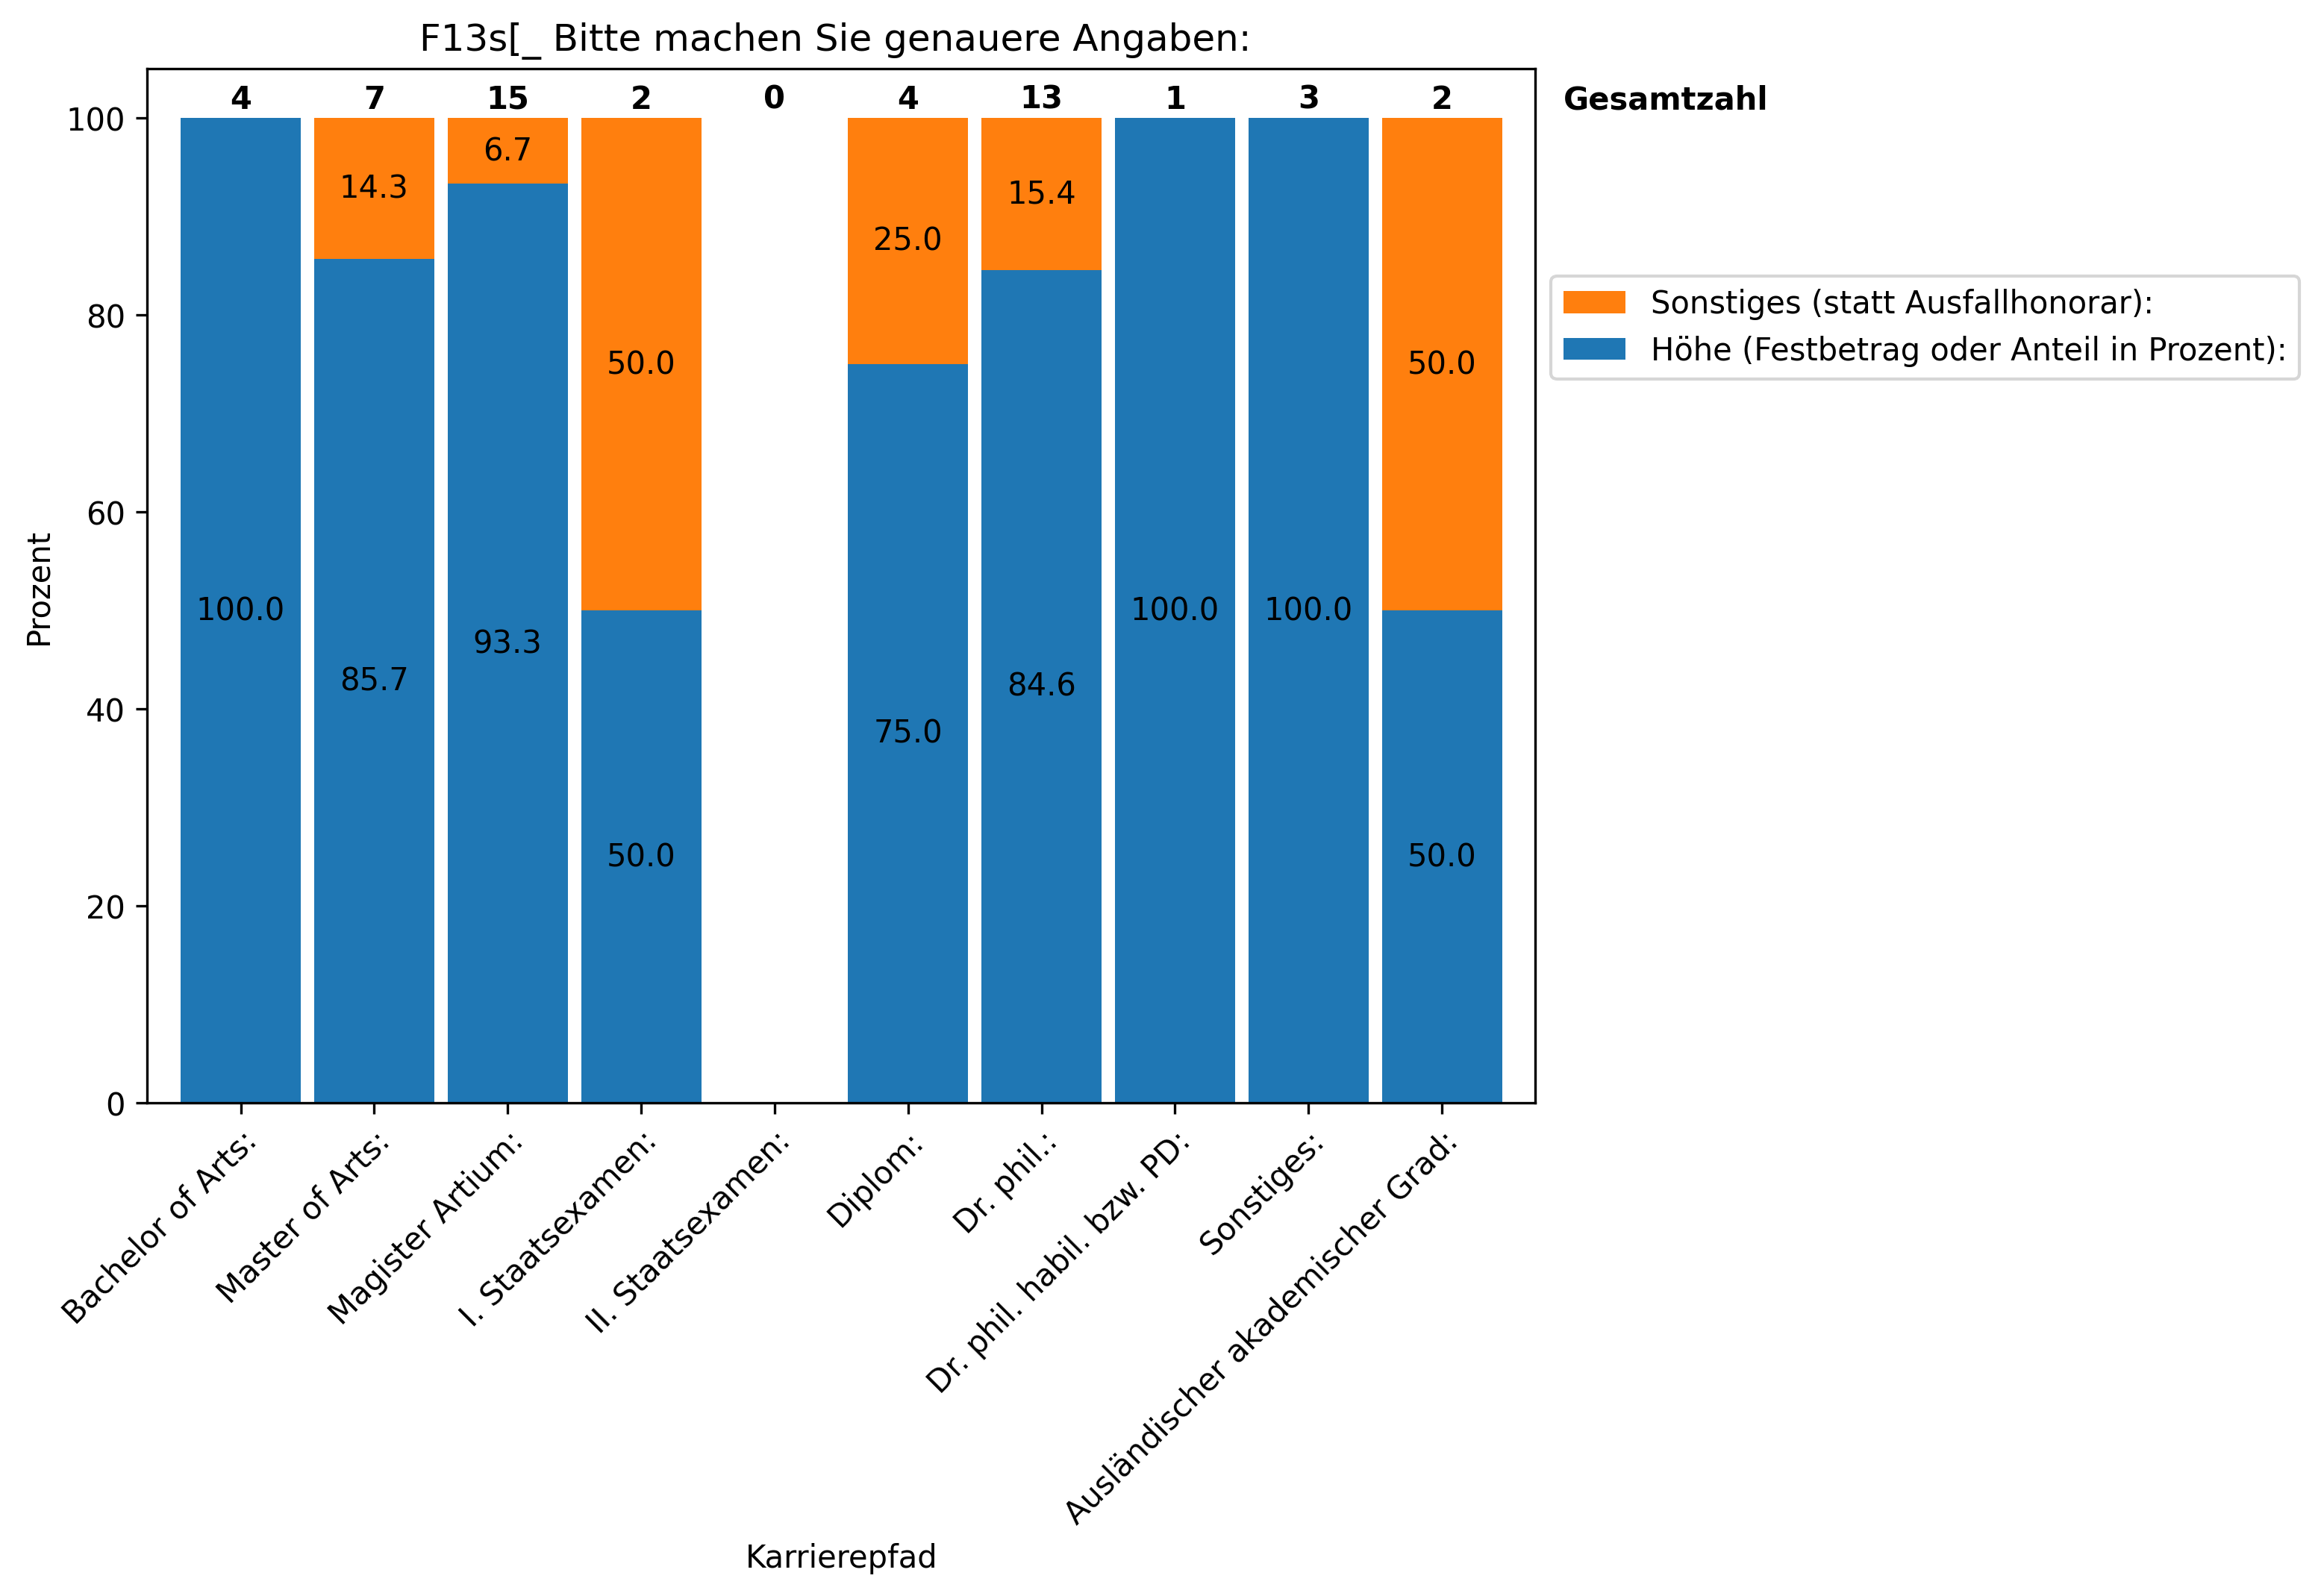 F13s[_ Bitte machen Sie genauere Angaben:
4 7 15 2 0 4 13 1 3 2 Gesamtzahl
100
80
60
40
20
0
Prozent
100.0
14.3
85.7
6.7
93.3
50.0
50.0
25.0
75.0
15.4
84.6
100.0
100.0
50.0
50.0
Sonstiges (statt Ausfallhonorar):
Höhe (Festbetrag oder Anteil in Prozent):
Bachelor of Arts:
Master of Arts:
Magister Artium:
I. Staatsexamen:
II. Staatsexamen:
Diplom:
Dr. phil.:
Dr. phil. habil. bzw. PD:
Sonstiges:
Ausländischer akademischer Grad:
Karrierepfad